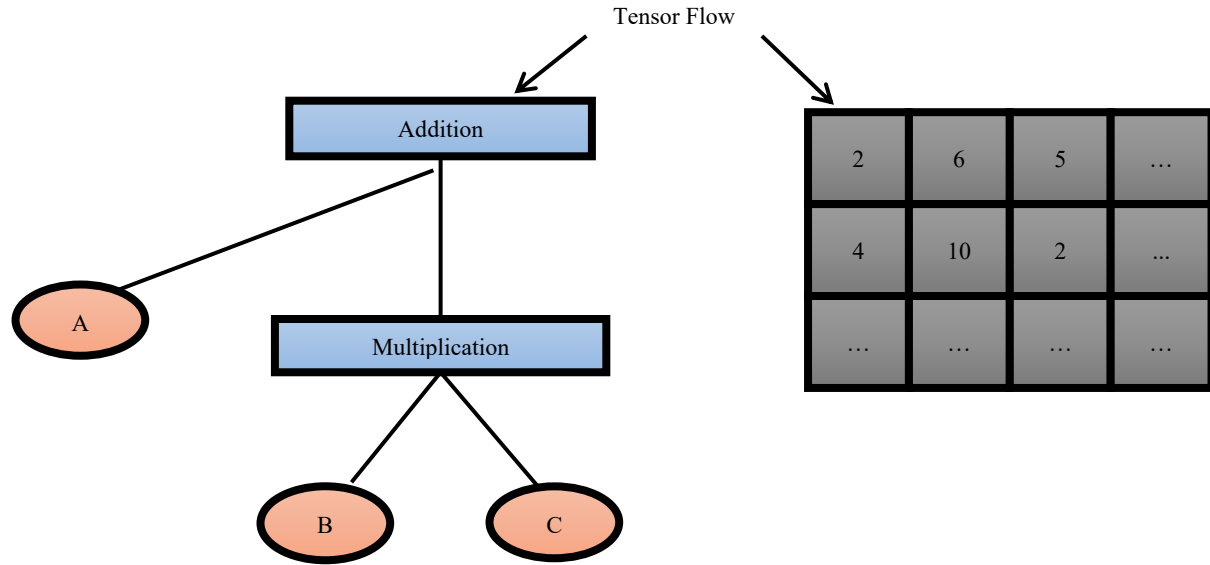 Tensor Flow
Addition
2 6 5 …
4 10 2 ...
… … … …
A
Multiplication
B C